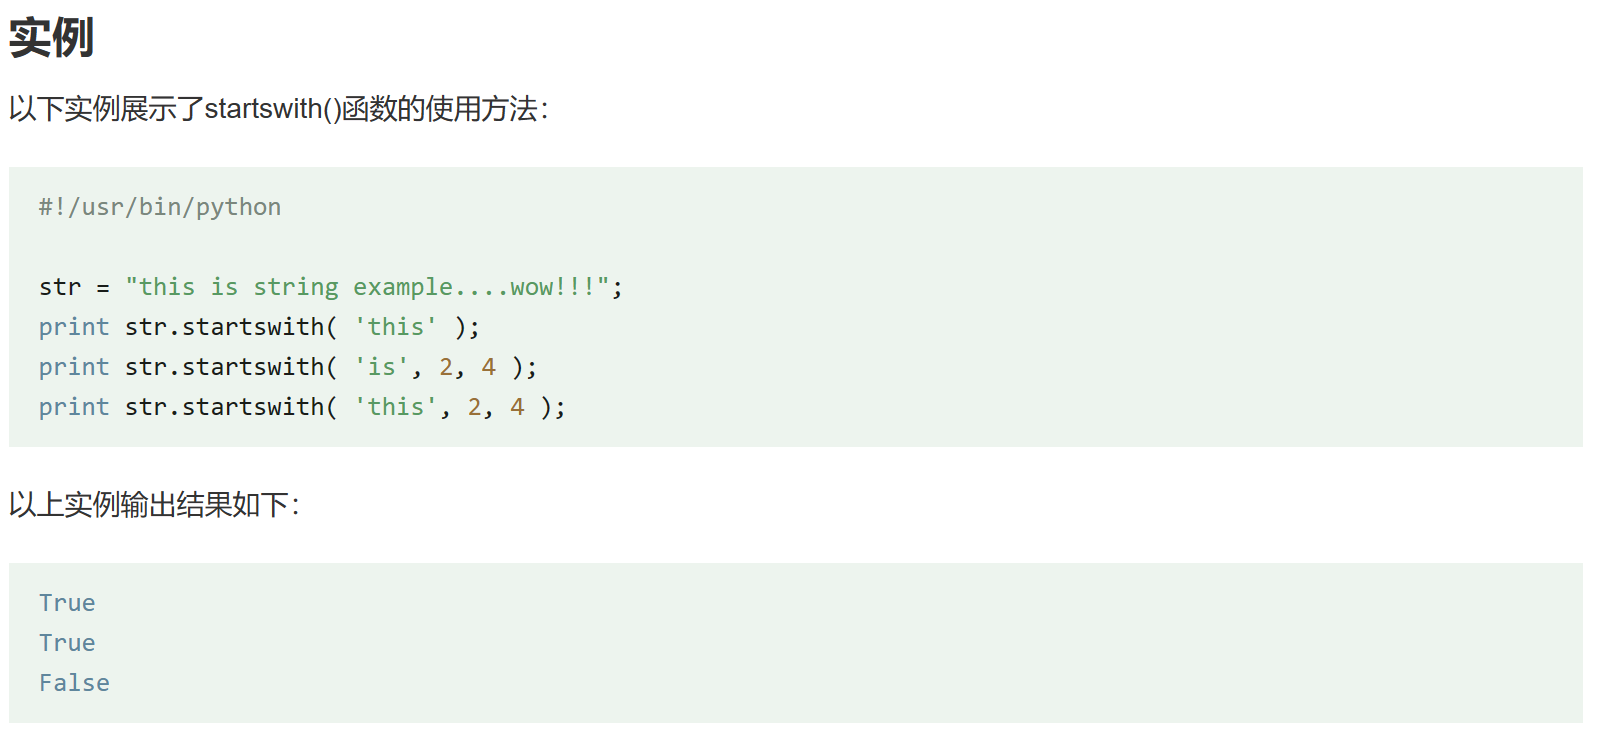 实例
以下实例展示了startswith()函数的使用方法：
#!/usr/bin/python
str = "this is string example....wow!!!";
print str.startswith( 'this' );
print str.startswith( 'is', 2, 4 );
print str.startswith( 'this', 2, 4 );
以上实例输出结果如下：
True
True
False